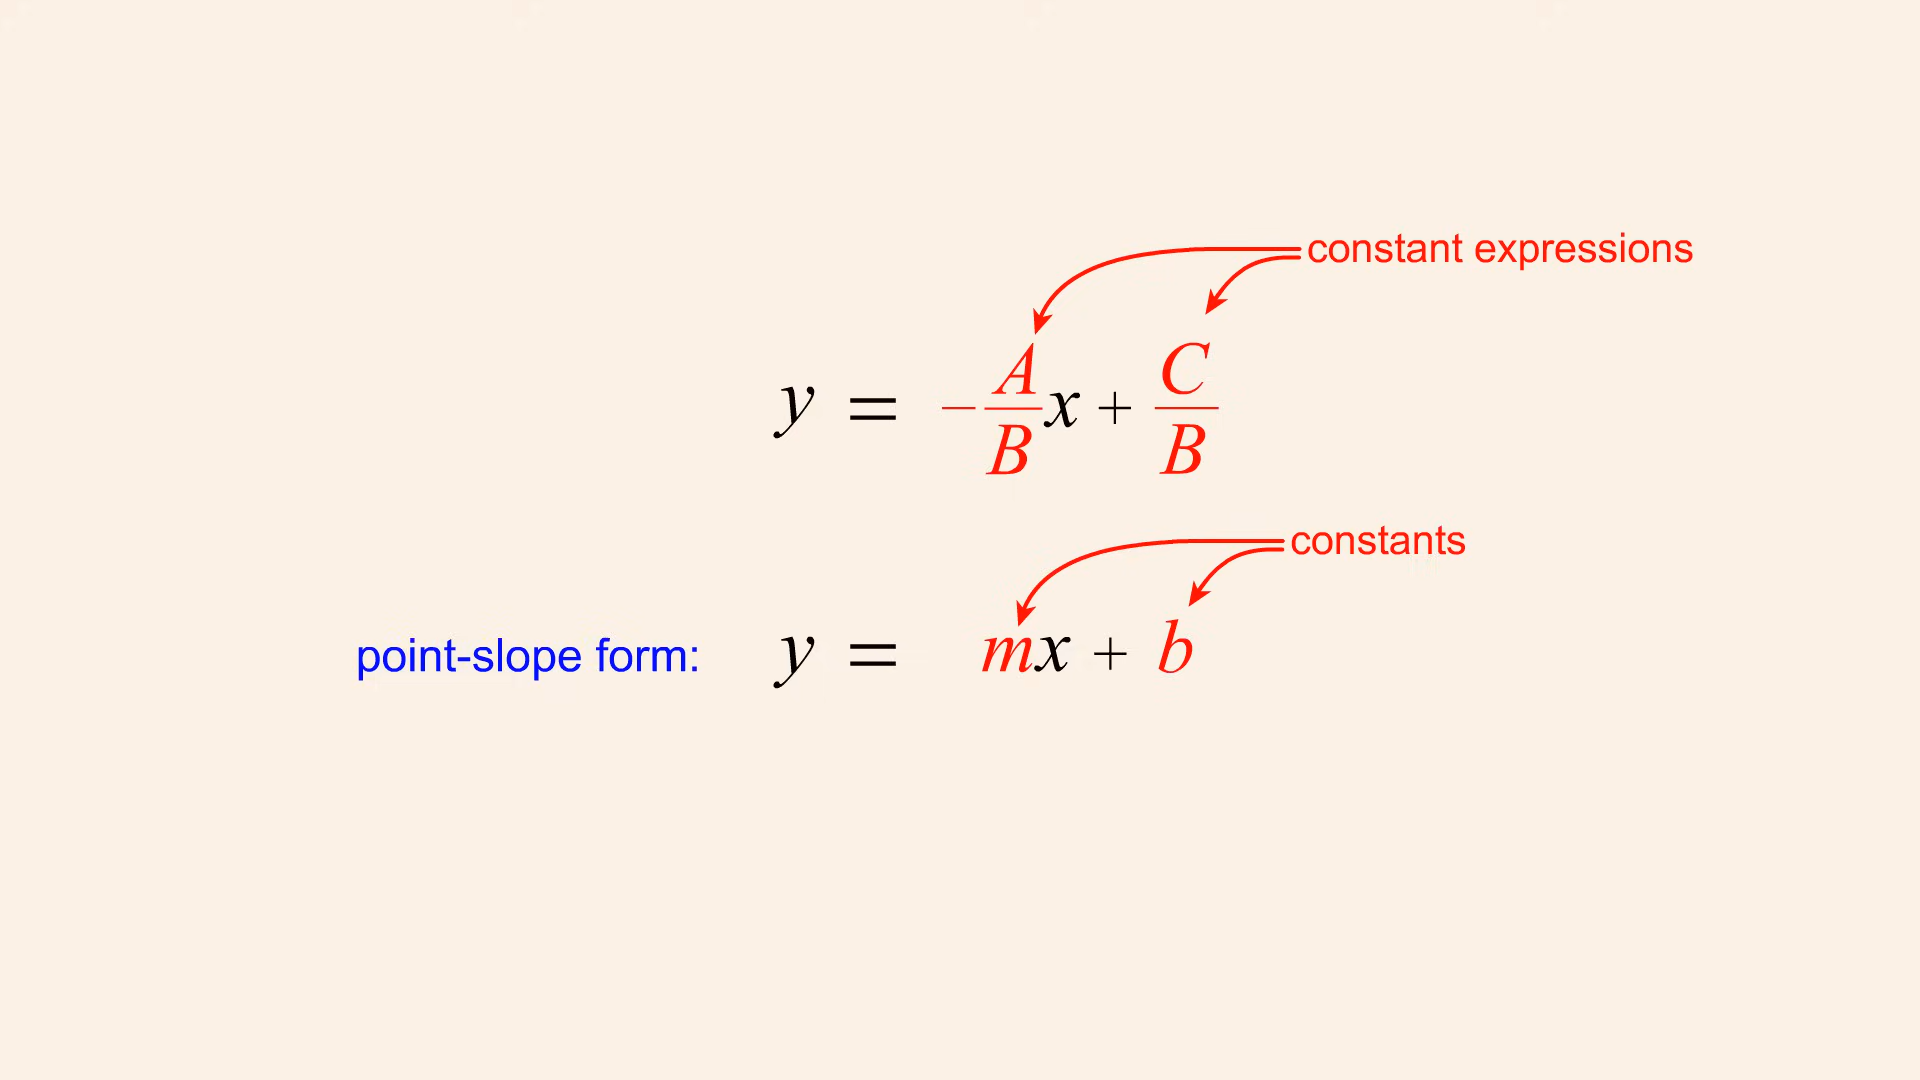 constant expressions
y = −A/B x + C/B
constants
point-slope form: y = mx + b